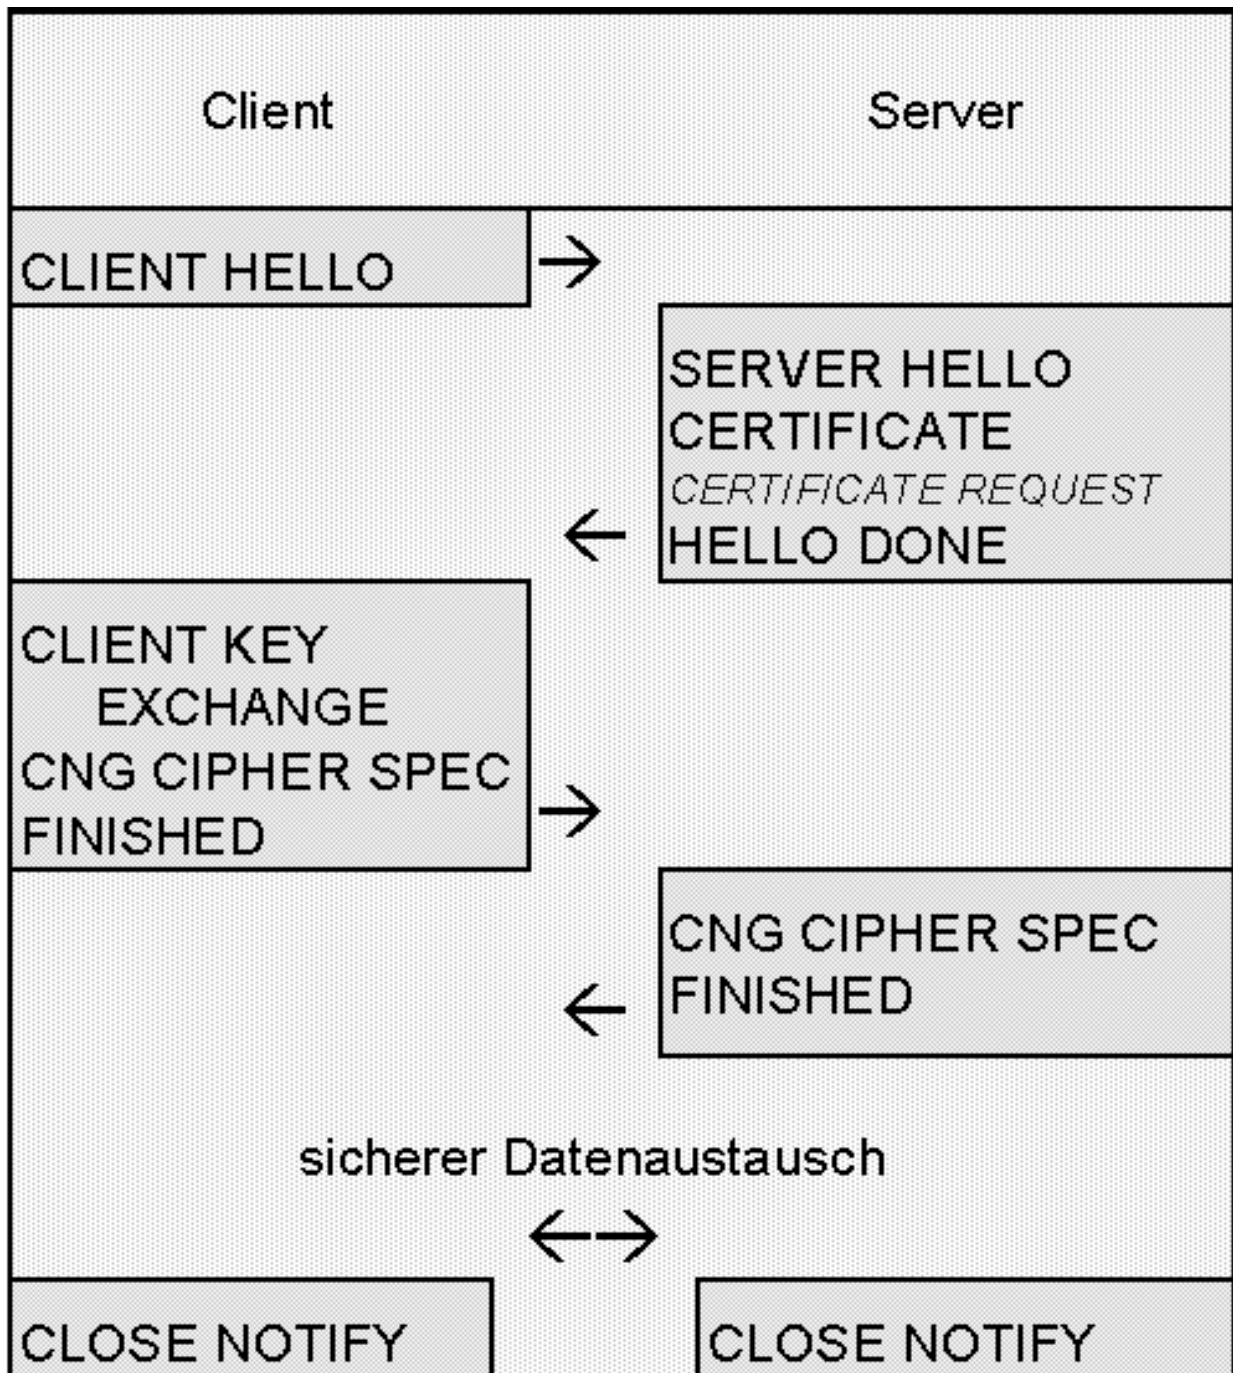 Client
Server
CLIENT HELLO
SERVER HELLO
CERTIFICATE
CERTIFICATE REQUEST
HELLO DONE
CLIENT KEY
EXCHANGE
CNG CIPHER SPEC
FINISHED
CNG CIPHER SPEC
FINISHED
sicherer Datenaustausch
CLOSE NOTIFY
CLOSE NOTIFY